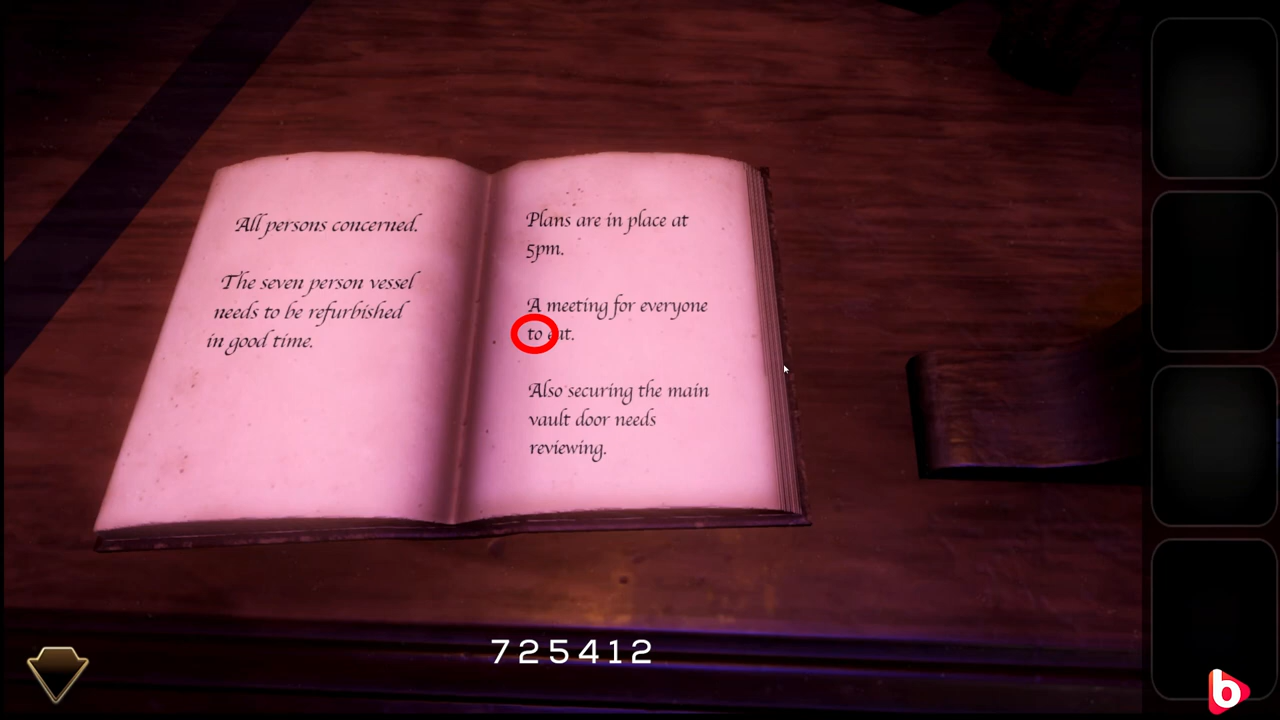 All persons concerned.
The seven person vessel
needs to be refurbished
in good time.
Plans are in place at
5pm.
A meeting for everyone
to eat.
Also securing the main
vault door needs
reviewing.
725412
b